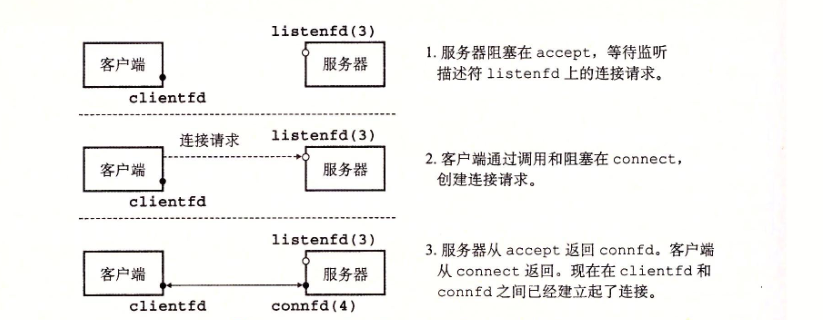 listenfd(3)
客户端
服务器
clientfd
1. 服务器阻塞在 accept，等待监听
描述符 listenfd 上的连接请求。
连接请求
listenfd(3)
客户端
服务器
clientfd
2. 客户端通过调用和阻塞在 connect，
创建连接请求。
listenfd(3)
客户端
服务器
clientfd
connfd(4)
3. 服务器从 accept 返回 connfd。客户端
从 connect 返回。现在在 clientfd 和
connfd 之间已经建立起了连接。